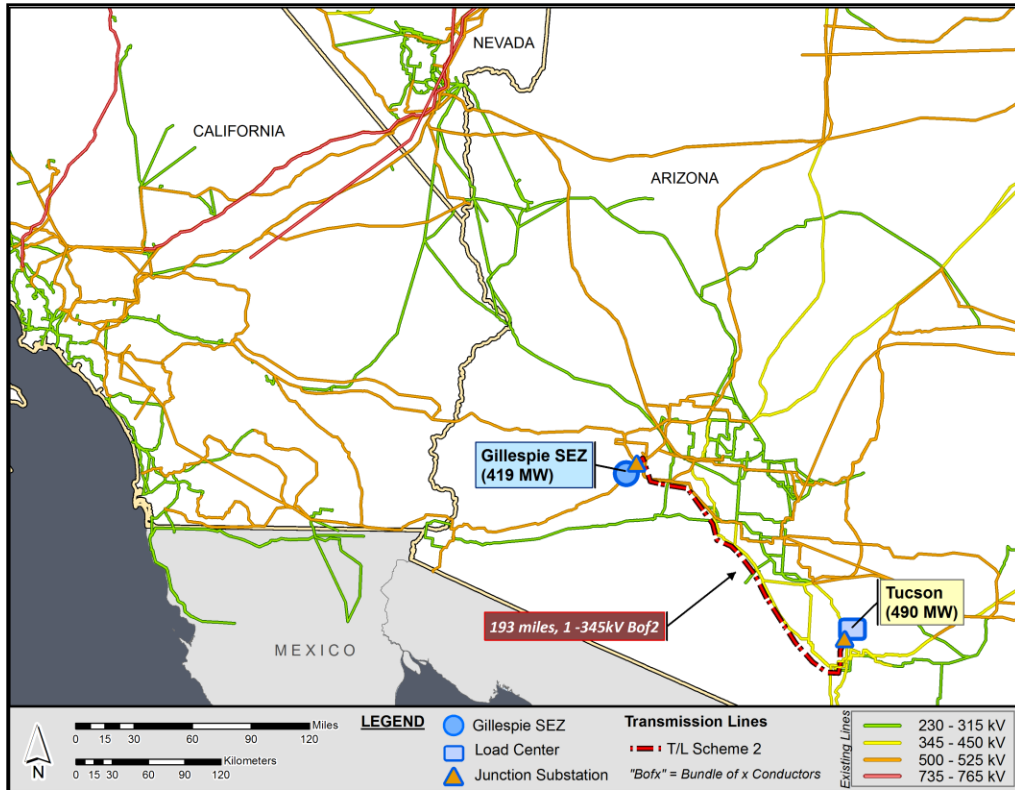 NEVADA
CALIFORNIA
ARIZONA
Gillespie SEZ
(419 MW)
Tucson
(490 MW)
193 miles, 1 -345kV Bof2
MEXICO
N
Miles
0 15 30 60 90 120
Kilometers
0 15 30 60 90 120
LEGEND
Gillespie SEZ
Load Center
Junction Substation
Transmission Lines
T/L Scheme 2
"Bofx" = Bundle of x Conductors
Existing Lines
230 - 315 kV
345 - 450 kV
500 - 525 kV
735 - 765 kV